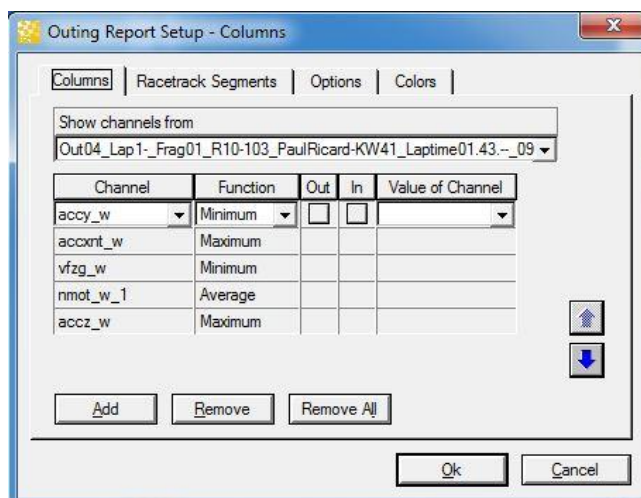 Outing Report Setup - Columns
Columns Racetrack Segments Options Colors
Show channels from
Out04_Lap1-_Frag01_R10-103_PaulRicard-KW41_Laptime01.43.--_09
Channel Function Out In Value of Channel
accy_w Minimum
accxnt_w Maximum
vfzg_w Minimum
nmot_w_1 Average
accz_w Maximum
Add Remove Remove All
Ok Cancel